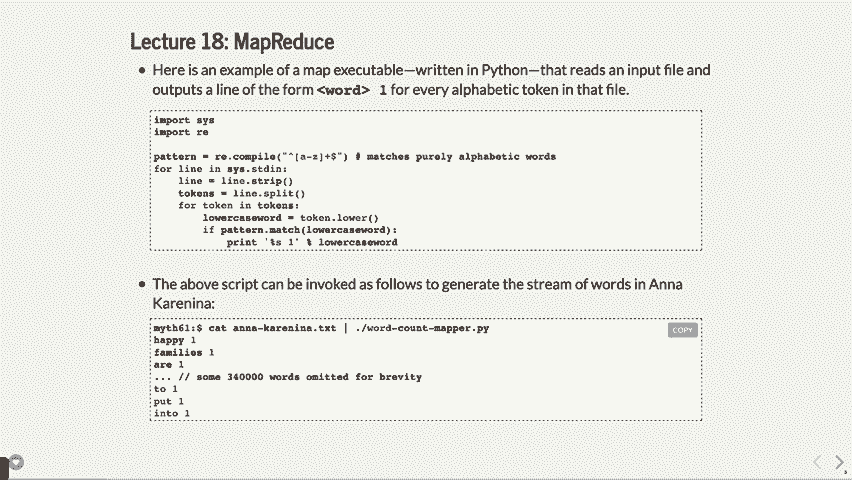 Lecture 18: MapReduce
• Here is an example of a map executable—written in Python—that reads an input file and
outputs a line of the form <word> 1 for every alphabetic token in that file.
import sys
import re
pattern = re.compile("^[a-z]+$") # matches purely alphabetic words
for line in sys.stdin:
    line = line.strip()
    tokens = line.split()
    for token in tokens:
        lowercaseword = token.lower()
        if pattern.match(lowercaseword):
            print '%s 1' % lowercaseword
• The above script can be invoked as follows to generate the stream of words in Anna
Karenina:
myth61:$ cat anna-karenina.txt | ./word-count-mapper.py
COPY
happy 1
families 1
are 1
... // some 340000 words omitted for brevity
to 1
put 1
into 1